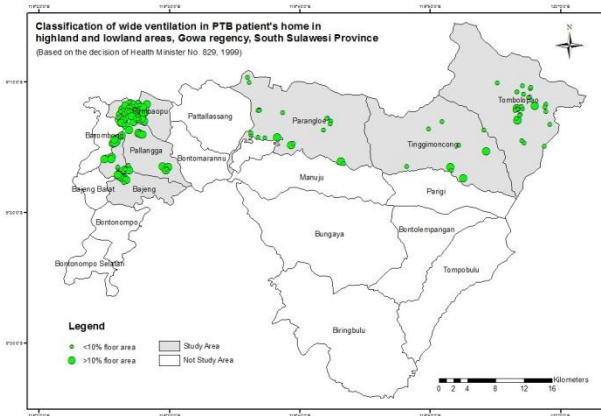 Classification of wide ventilation in PTB patient's home in
highland and lowland areas, Gowa regency, South Sulawesi Province
(Based on the decision of Health Minister No. 829, 1999)
N
Tombolopao
Parangloe
Pattallassang
Barombong
Tinggimoncong
Pallangga
Bontomarannu
Manuju
Bajeng Barat
Bajeng
Parigi
Bontonompo
Bungaya
Bontolempangan
Bontonompo Selatan
Tompobulu
Biringbulu
Legend
<10% floor area
>10% floor area
Study Area
Not Study Area
Kilometers
0 2 4 8 12 16